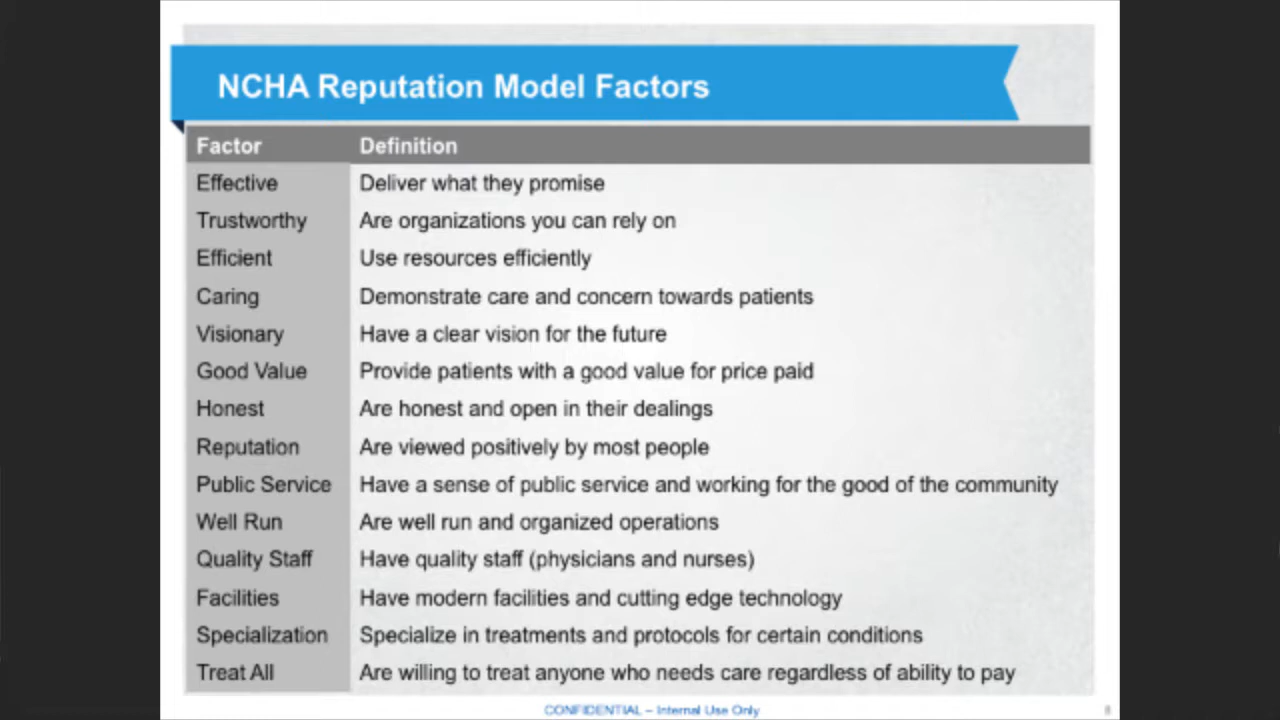 NCHA Reputation Model Factors
Factor Definition
Effective Deliver what they promise
Trustworthy Are organizations you can rely on
Efficient Use resources efficiently
Caring Demonstrate care and concern towards patients
Visionary Have a clear vision for the future
Good Value Provide patients with a good value for price paid
Honest Are honest and open in their dealings
Reputation Are viewed positively by most people
Public Service Have a sense of public service and working for the good of the community
Well Run Are well run and organized operations
Quality Staff Have quality staff (physicians and nurses)
Facilities Have modern facilities and cutting edge technology
Specialization Specialize in treatments and protocols for certain conditions
Treat All Are willing to treat anyone who needs care regardless of ability to pay
CONFIDENTIAL – Internal Use Only